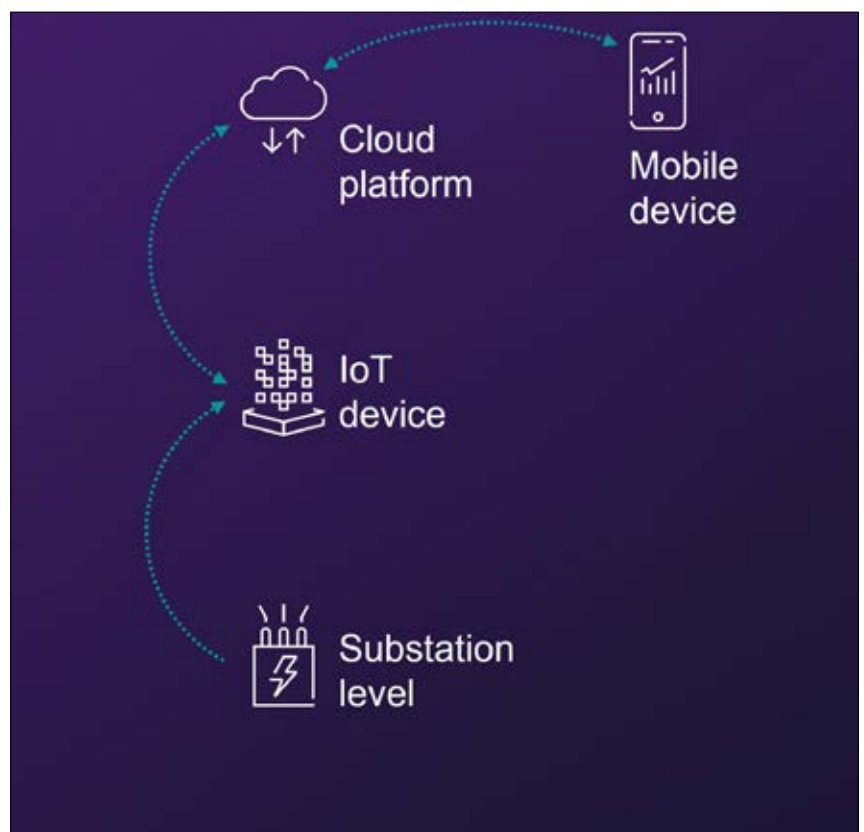 Cloud
platform
Mobile
device
IoT
device
Substation
level